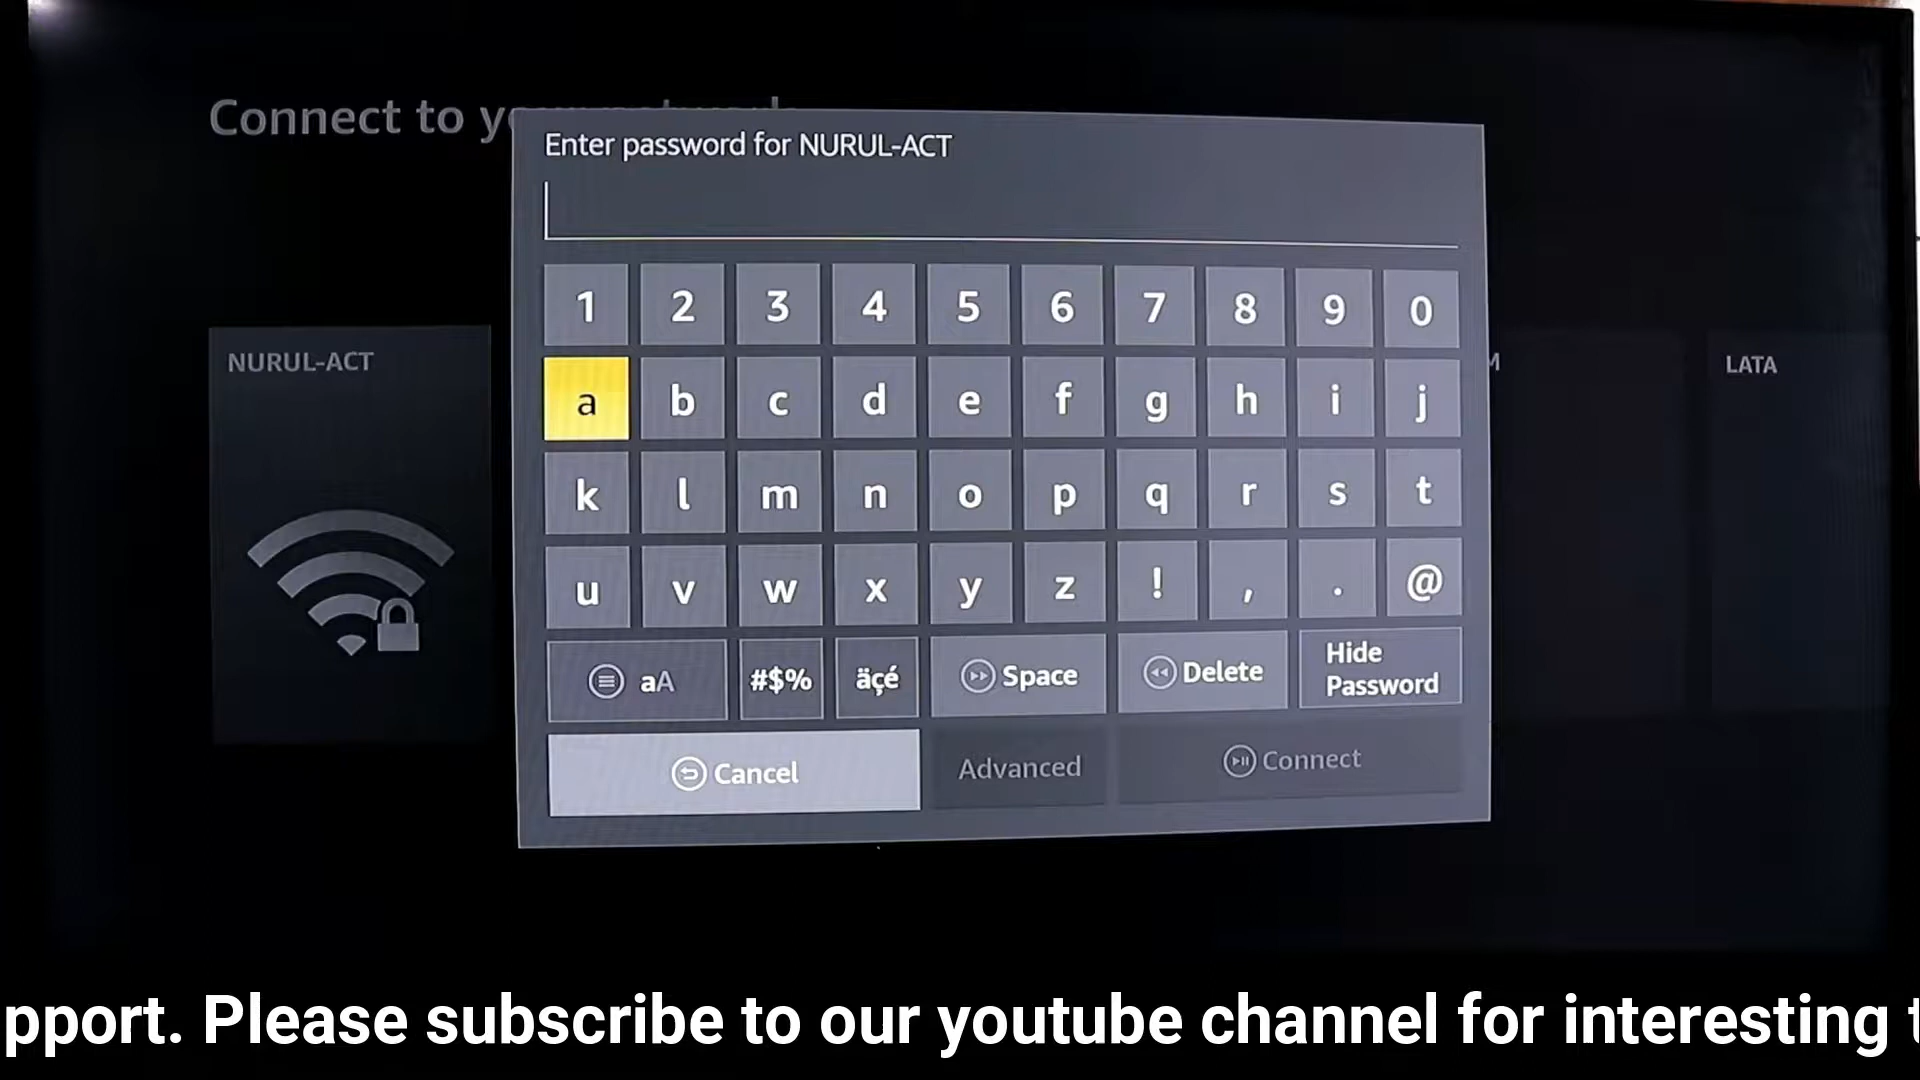 Connect to yo
Enter password for NURUL-ACT
NURUL-ACT
LATA
1 2 3 4 5 6 7 8 9 0
a b c d e f g h i j
k l m n o p q r s t
u v w x y z ! , . @
aA #$% äçé Space Delete Hide
Password
Cancel Advanced Connect
pport. Please subscribe to our youtube channel for interesting t